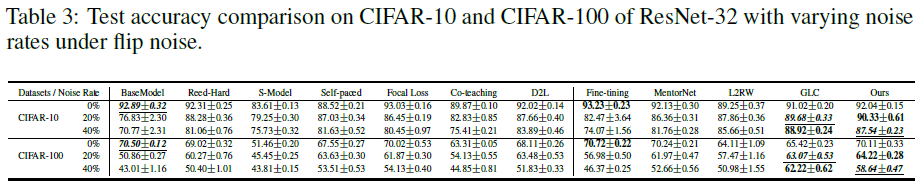 Table 3: Test accuracy comparison on CIFAR-10 and CIFAR-100 of ResNet-32 with varying noise
rates under flip noise.
Datasets / Noise Rate BaseModel Reed-Hard S-Model Self-paced Focal Loss Co-teaching D2L Fine-tining MentorNet L2RW GLC Ours
0% 92.89±0.32 92.31±0.25 83.61±0.13 88.52±0.21 93.03±0.16 89.87±0.10 92.02±0.14 93.23±0.23 92.13±0.30 89.25±0.37 91.02±0.20 92.04±0.15
CIFAR-10 20% 76.83±2.30 88.28±0.36 79.25±0.30 87.03±0.34 86.45±0.19 82.83±0.85 87.66±0.40 82.47±3.64 86.36±0.31 87.86±0.36 89.68±0.33 90.33±0.61
40% 70.77±2.31 81.06±0.76 75.73±0.32 81.63±0.52 80.45±0.97 75.41±0.21 83.89±0.46 74.07±1.56 81.76±0.28 85.66±0.51 88.92±0.24 87.54±0.23
0% 70.50±0.12 69.02±0.32 51.46±0.20 67.55±0.27 70.02±0.53 63.31±0.05 68.11±0.26 70.72±0.22 70.24±0.21 64.11±1.09 65.42±0.23 70.11±0.33
CIFAR-100 20% 50.86±0.27 60.27±0.76 45.45±0.25 63.63±0.30 61.87±0.30 54.13±0.55 63.48±0.53 56.98±0.50 61.97±0.47 57.47±1.16 63.07±0.53 64.22±0.28
40% 43.01±1.16 50.40±1.01 43.81±0.15 53.51±0.53 54.13±0.40 44.85±0.81 51.83±0.33 46.37±0.25 52.66±0.56 50.98±1.55 62.22±0.62 58.64±0.47